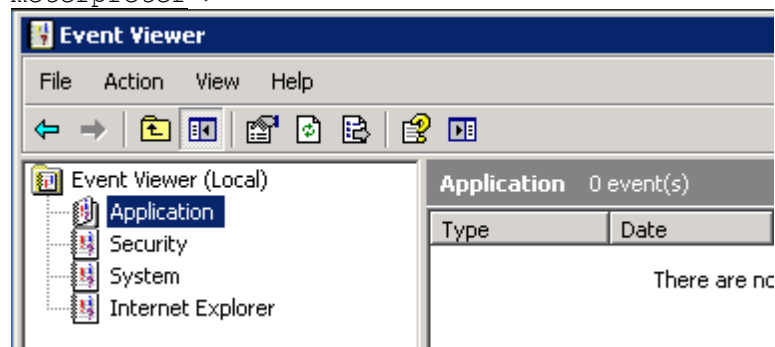 meterpreter >
Event Viewer
File Action View Help
Event Viewer (Local)
Application
Security
System
Internet Explorer
Application 0 event(s)
Type Date
There are no